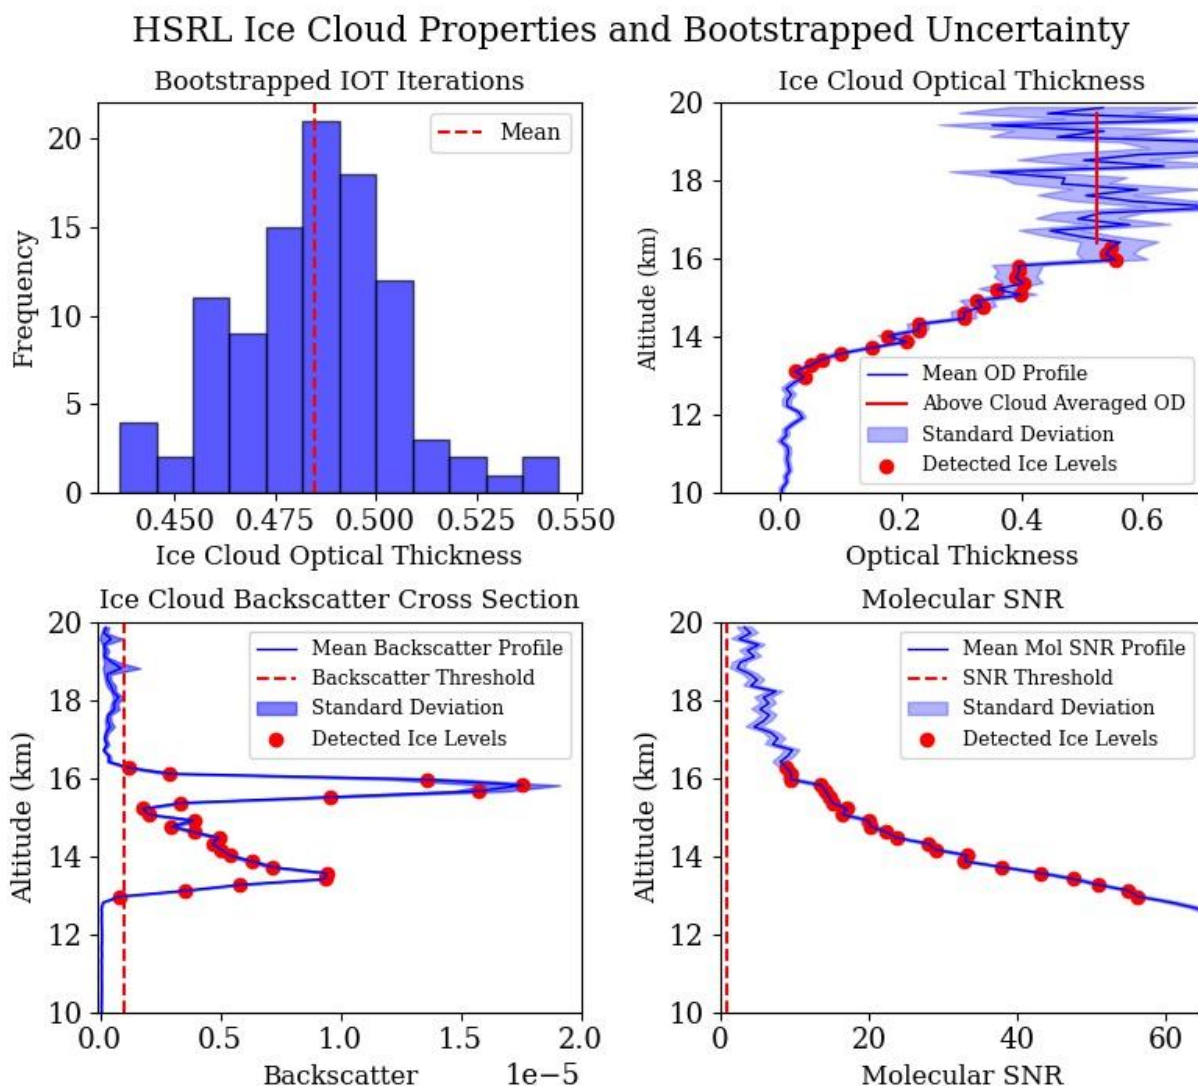 HSRL Ice Cloud Properties and Bootstrapped Uncertainty
Bootstrapped IOT Iterations
Mean
Frequency
20
15
10
5
0
0.450 0.475 0.500 0.525 0.550
Ice Cloud Optical Thickness
Ice Cloud Optical Thickness
Altitude (km)
20
18
16
14
12
10
Mean OD Profile
Above Cloud Averaged OD
Standard Deviation
Detected Ice Levels
0.0 0.2 0.4 0.6
Optical Thickness
Ice Cloud Backscatter Cross Section
Altitude (km)
20
18
16
14
12
10
Mean Backscatter Profile
Backscatter Threshold
Standard Deviation
Detected Ice Levels
0.0 0.5 1.0 1.5 2.0
Backscatter 1e−5
Molecular SNR
Altitude (km)
20
18
16
14
12
10
Mean Mol SNR Profile
SNR Threshold
Standard Deviation
Detected Ice Levels
0 20 40 60
Molecular SNR